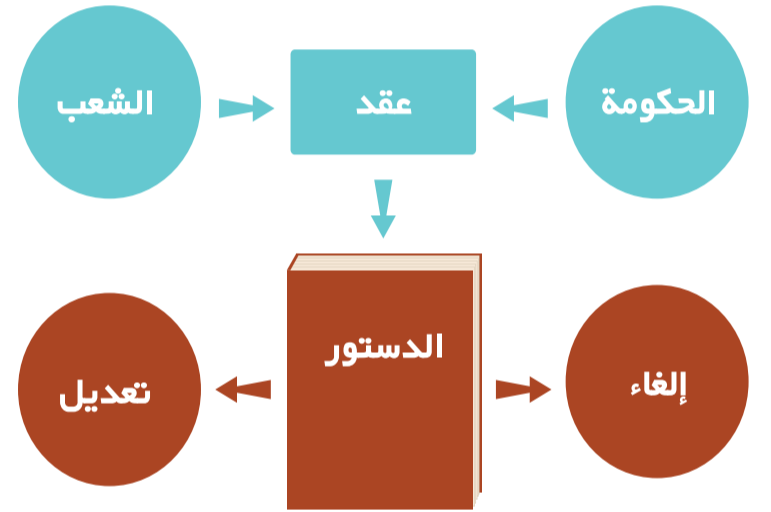 الحكومة
عقد
الشعب
الدستور
إلغاء
تعديل